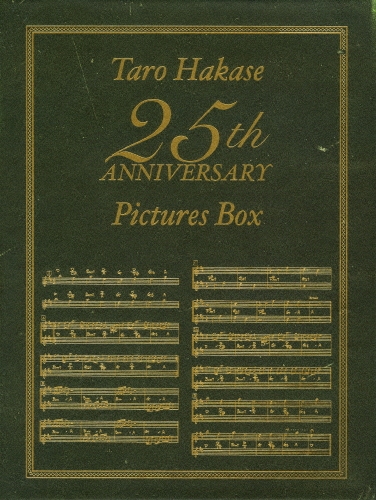 Taro Hakase
25th
ANNIVERSARY
Pictures Box